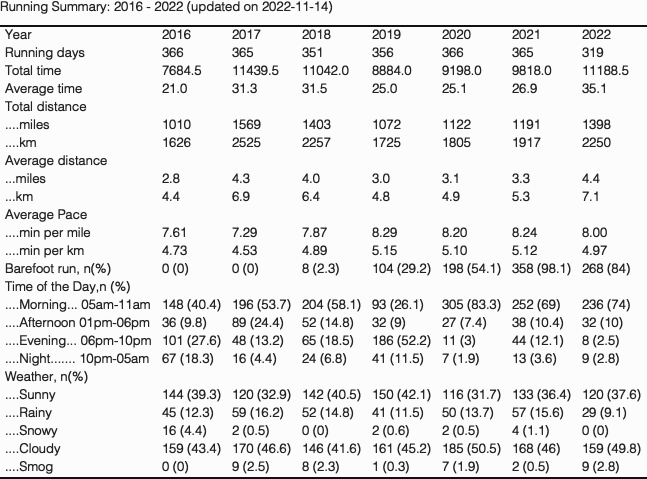 Running Summary: 2016 - 2022 (updated on 2022-11-14)
Year 2016 2017 2018 2019 2020 2021 2022
Running days 366 365 351 356 366 365 319
Total time 7684.5 11439.5 11042.0 8884.0 9198.0 9818.0 11188.5
Average time 21.0 31.3 31.5 25.0 25.1 26.9 35.1
Total distance
....miles 1010 1569 1403 1072 1122 1191 1398
....km 1626 2525 2257 1725 1805 1917 2250
Average distance
...miles 2.8 4.3 4.0 3.0 3.1 3.3 4.4
...km 4.4 6.9 6.4 4.8 4.9 5.3 7.1
Average Pace
....min per mile 7.61 7.29 7.87 8.29 8.20 8.24 8.00
....min per km 4.73 4.53 4.89 5.15 5.10 5.12 4.97
Barefoot run, n(%) 0 (0) 0 (0) 8 (2.3) 104 (29.2) 198 (54.1) 358 (98.1) 268 (84)
Time of the Day,n (%)
....Morning... 05am-11am 148 (40.4) 196 (53.7) 204 (58.1) 93 (26.1) 305 (83.3) 252 (69) 236 (74)
....Afternoon 01pm-06pm 36 (9.8) 89 (24.4) 52 (14.8) 32 (9) 27 (7.4) 38 (10.4) 32 (10)
....Evening... 06pm-10pm 101 (27.6) 48 (13.2) 65 (18.5) 186 (52.2) 11 (3) 44 (12.1) 8 (2.5)
....Night....... 10pm-05am 67 (18.3) 16 (4.4) 24 (6.8) 41 (11.5) 7 (1.9) 13 (3.6) 9 (2.8)
Weather, n(%)
....Sunny 144 (39.3) 120 (32.9) 142 (40.5) 150 (42.1) 116 (31.7) 133 (36.4) 120 (37.6)
....Rainy 45 (12.3) 59 (16.2) 52 (14.8) 41 (11.5) 50 (13.7) 57 (15.6) 29 (9.1)
....Snowy 16 (4.4) 2 (0.5) 0 (0) 2 (0.6) 2 (0.5) 4 (1.1) 0 (0)
....Cloudy 159 (43.4) 170 (46.6) 146 (41.6) 161 (45.2) 185 (50.5) 168 (46) 159 (49.8)
....Smog 0 (0) 9 (2.5) 8 (2.3) 1 (0.3) 7 (1.9) 2 (0.5) 9 (2.8)